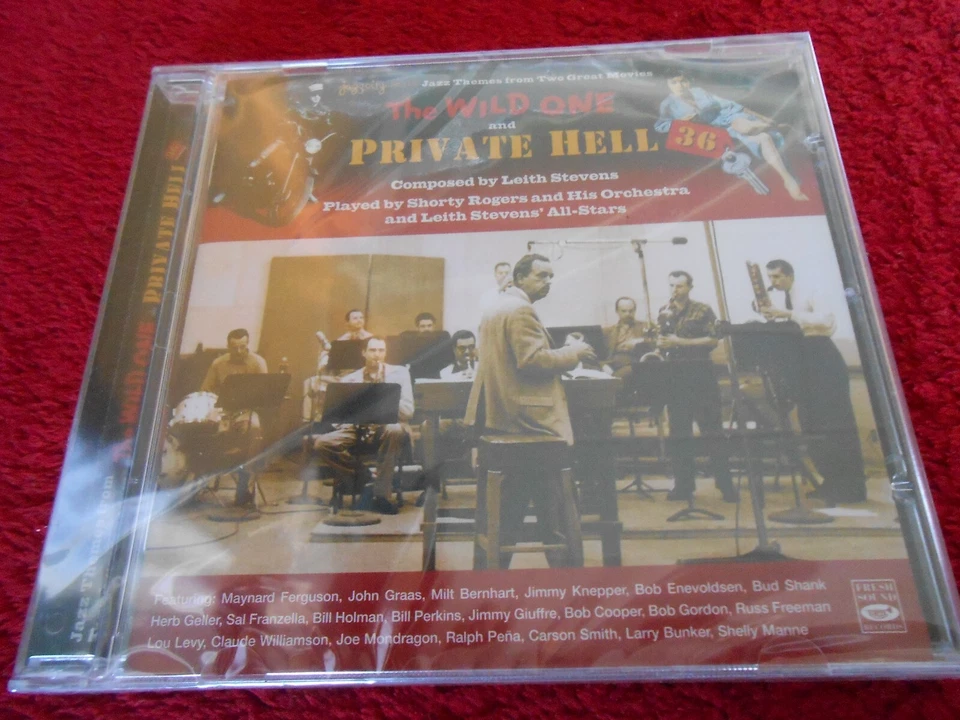 Jazz Themes from Two Great Movies
The WILD ONE
and
PRIVATE HELL 36
Composed by Leith Stevens
Played by Shorty Rogers and His Orchestra
and Leith Stevens' All-Stars
Featuring: Maynard Ferguson, John Graas, Milt Bernhart, Jimmy Knepper, Bob Enevoldsen, Bud Shank
Herb Geller, Sal Franzella, Bill Holman, Bill Perkins, Jimmy Giuffre, Bob Cooper, Bob Gordon, Russ Freeman
Lou Levy, Claude Williamson, Joe Mondragon, Ralph Peña, Carson Smith, Larry Bunker, Shelly Manne
FRESH
SOUND
RECORDS
PRIVATE HELL